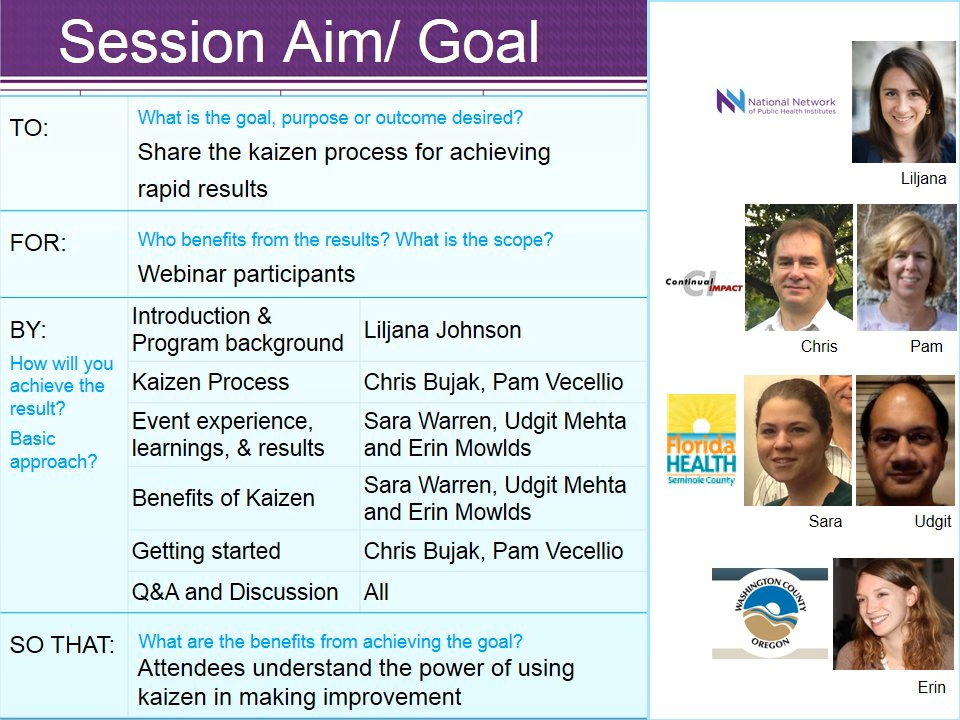 Session Aim/ Goal
TO:
What is the goal, purpose or outcome desired?
Share the kaizen process for achieving
rapid results
FOR:
Who benefits from the results? What is the scope?
Webinar participants
BY:
How will you
achieve the
result?
Basic
approach?
Introduction &
Program background
Liljana Johnson
Kaizen Process
Chris Bujak, Pam Vecellio
Event experience,
learnings, & results
Sara Warren, Udgit Mehta
and Erin Mowlds
Benefits of Kaizen
Sara Warren, Udgit Mehta
and Erin Mowlds
Getting started
Chris Bujak, Pam Vecellio
Q&A and Discussion
All
SO THAT:
What are the benefits from achieving the goal?
Attendees understand the power of using
kaizen in making improvement
National Network
of Public Health Institutes
Liljana
CI
Continual IMPACT
Chris
Pam
Florida
HEALTH
Seminole County
Sara
Udgit
WASHINGTON COUNTY
OREGON
Erin